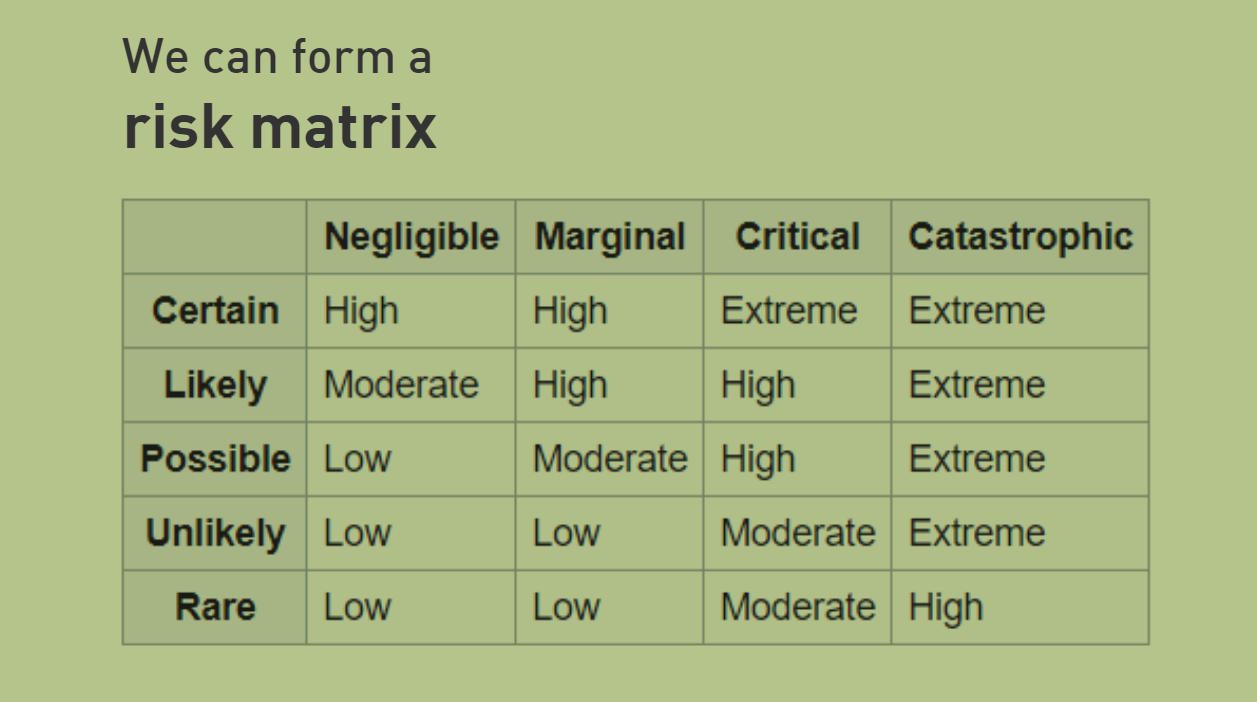 We can form a
risk matrix
Negligible Marginal Critical Catastrophic
Certain High High Extreme Extreme
Likely Moderate High High Extreme
Possible Low Moderate High Extreme
Unlikely Low Low Moderate Extreme
Rare Low Low Moderate High